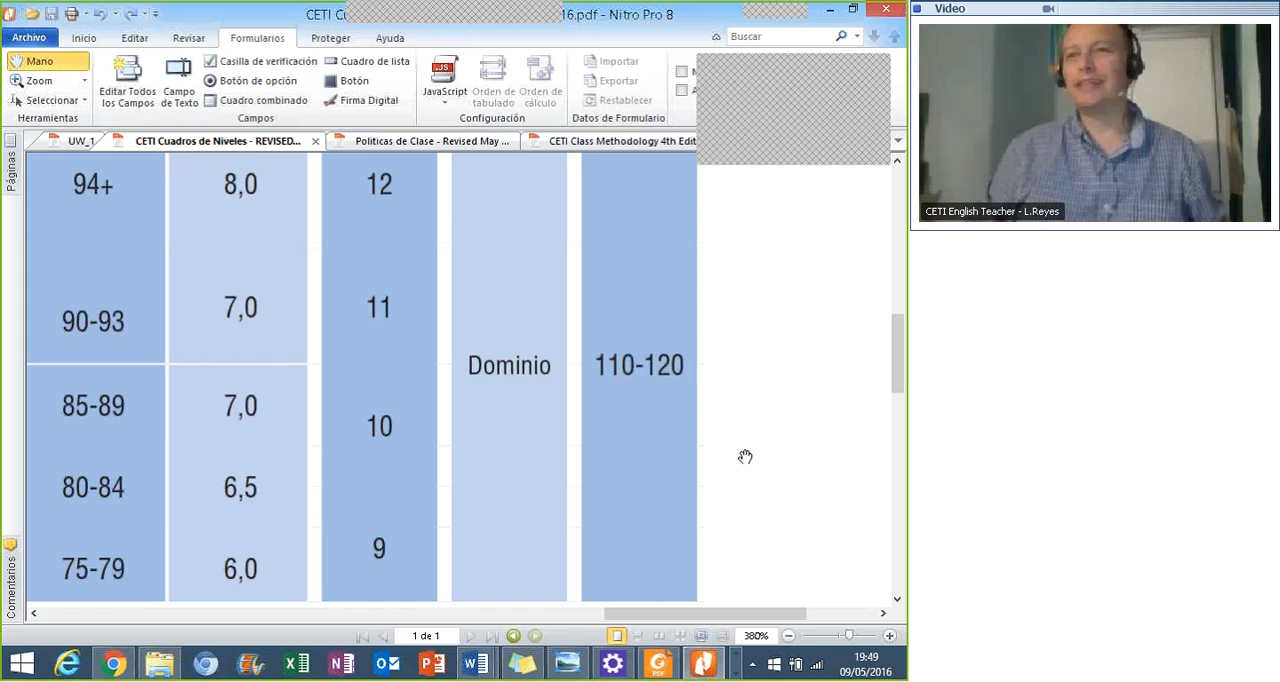 CETI Cu
16.pdf - Nitro Pro 8
Video
Archivo
Inicio
Editar
Revisar
Formularios
Proteger
Ayuda
Buscar
Mano
Zoom
Seleccionar
Herramientas
Editar Todos
los Campos
Campo
de Texto
Casilla de verificación
Botón de opción
Cuadro combinado
Cuadro de lista
Botón
Firma Digital
JavaScript
Orden de
tabulado
Orden de
cálculo
Configuración
Importar
Exportar
Restablecer
Datos de Formulario
UW_1
CETI Cuadros de Niveles - REVISED...
Politicas de Clase - Revised May ...
CETI Class Methodology 4th Edit
Páginas
Comentarios
94+ 8,0 12
90-93 7,0 11
Dominio 110-120
85-89 7,0 10
80-84 6,5
75-79 6,0 9
CETI English Teacher - L.Reyes
1 de 1
380%
19:49
09/05/2016